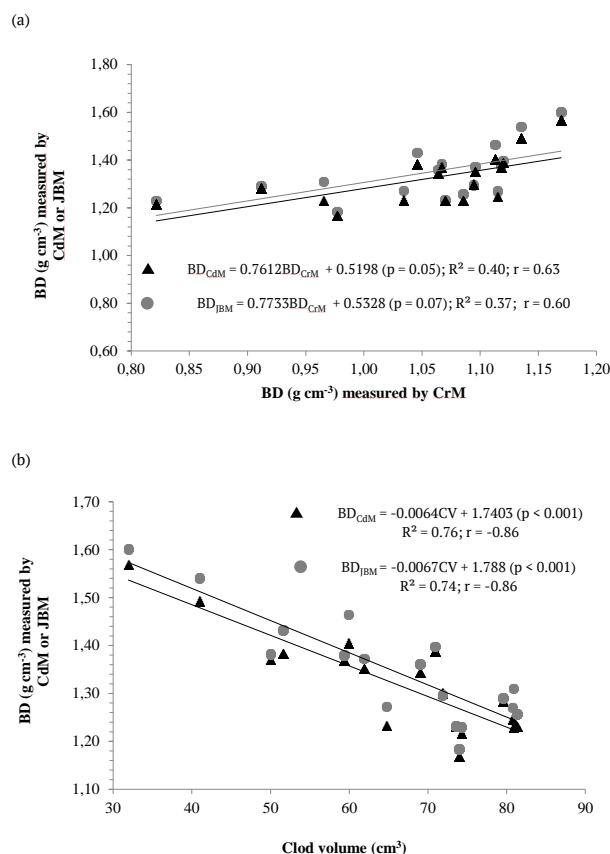 (a)
BD (g cm-3) measured by
CdM or JBM
1,80
1,60
1,40
1,20
1,00
0,80
0,60
BDCdM = 0.7612BDCrM + 0.5198 (p = 0.05); R² = 0.40; r = 0.63
BDJBM = 0.7733BDCrM + 0.5328 (p = 0.07); R² = 0.37; r = 0.60
0,80 0,85 0,90 0,95 1,00 1,05 1,10 1,15 1,20
BD (g cm-3) measured by CrM
(b)
BD (g cm-3) measured by
CdM or JBM
1,70
1,60
1,50
1,40
1,30
1,20
1,10
BDCdM = -0.0064CV + 1.7403 (p < 0.001)
R² = 0.76; r = -0.86
BDJBM = -0.0067CV + 1.788 (p < 0.001)
R² = 0.74; r = -0.86
30 40 50 60 70 80 90
Clod volume (cm3)